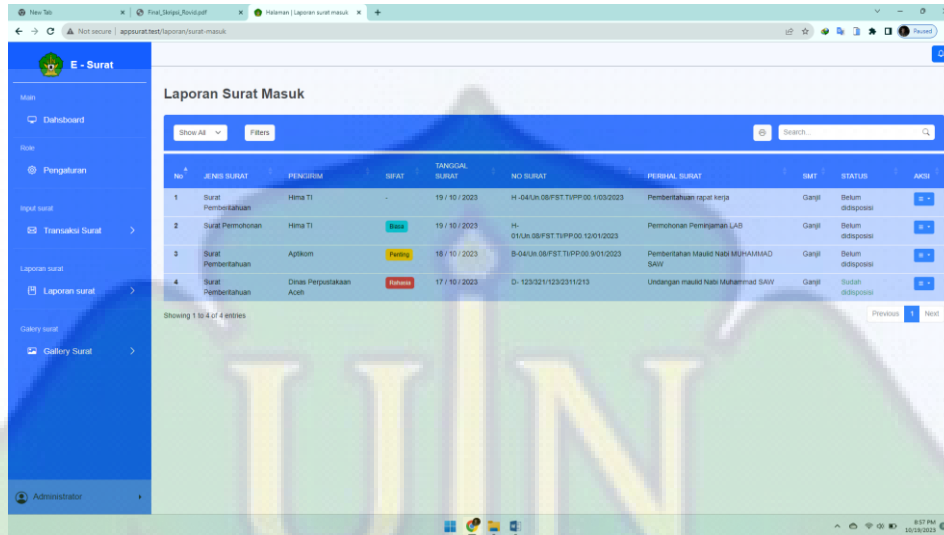 New Tab
Final_Skripsi_Rovid.pdf
Halaman | Laporan surat masuk
Not secure | appsurat.test/laporan/surat-masuk
Paused
E - Surat
Main
Dahsboard
Role
Pengaturan
Input surat
Transaksi Surat
Laporan surat
Laporan surat
Galery surat
Gallery Surat
Administrator
Laporan Surat Masuk
Show All
Filters
Search...
No JENIS SURAT PENGIRIM SIFAT TANGGAL SURAT NO SURAT PERIHAL SURAT SMT STATUS AKSI
1 Surat Pemberitahuan Hima TI - 19 / 10 / 2023 H -04/Un.08/FST.TI/PP.00.1/03/2023 Pemberitahuan rapat kerja Ganjil Belum didisposisi
2 Surat Permohonan Hima TI Biasa 19 / 10 / 2023 H-01/Un.08/FST.TI/PP.00.12/01/2023 Permohonan Peminjaman LAB Ganjil Belum didisposisi
3 Surat Pemberitahuan Aptikom Penting 18 / 10 / 2023 B-04/Un.08/FST.TI/PP.00.9/01/2023 Pemberitahan Maulid Nabi MUHAMMAD SAW Ganjil Belum didisposisi
4 Surat Pemberitahuan Dinas Perpustakaan Aceh Rahasia 17 / 10 / 2023 D- 123/321/123/2311/213 Undangan maulid Nabi Muhammad SAW Ganjil Sudah didisposisi
Showing 1 to 4 of 4 entries
Previous 1 Next
UIN
8:57 PM
10/19/2023